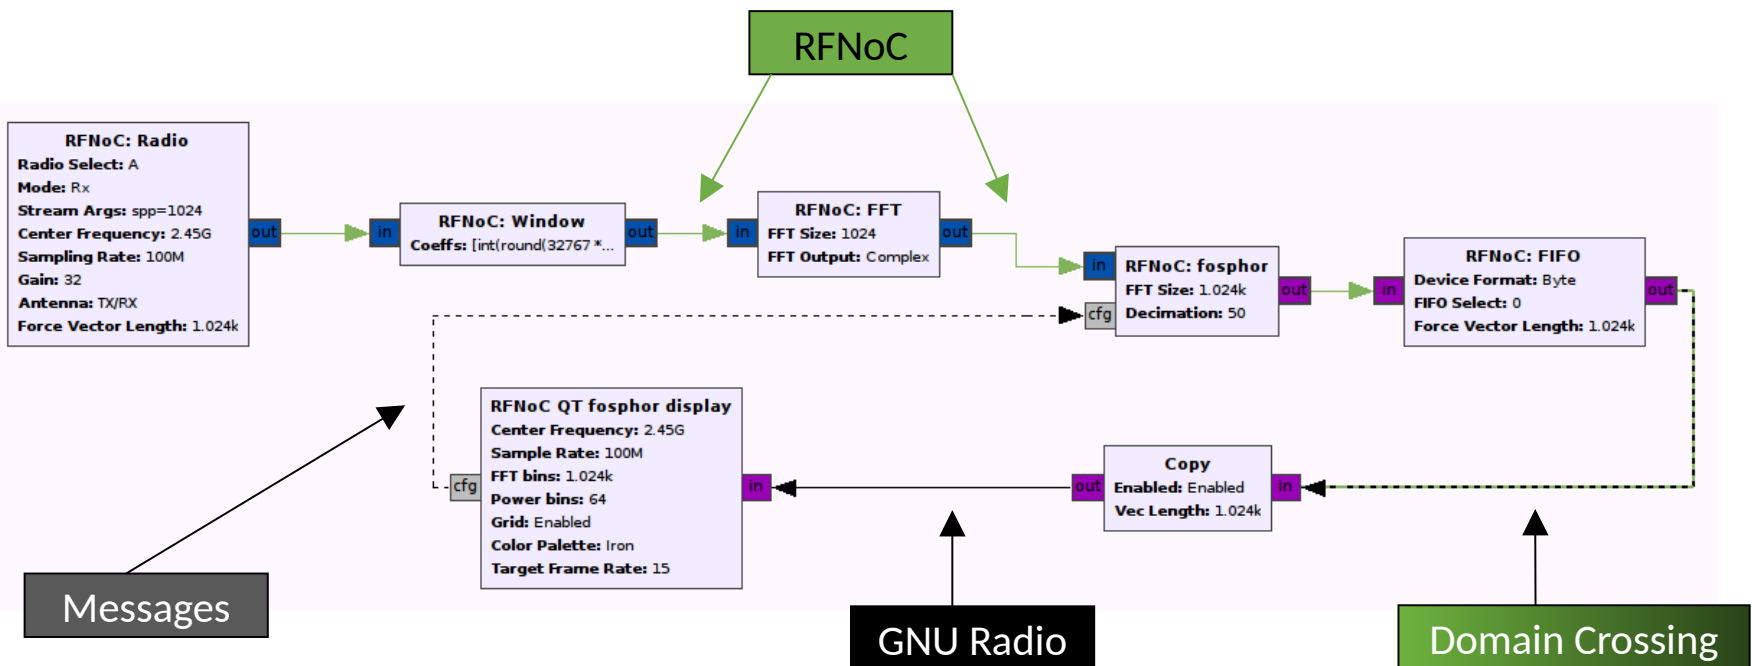 RFNoC
RFNoC: Radio
Radio Select: A
Mode: Rx
Stream Args: spp=1024
Center Frequency: 2.45G
Sampling Rate: 100M
Gain: 32
Antenna: TX/RX
Force Vector Length: 1.024k
out
in
RFNoC: Window
Coeffs: [int(round(32767 *...
out
in
RFNoC: FFT
FFT Size: 1024
FFT Output: Complex
out
in
cfg
RFNoC: fosphor
FFT Size: 1.024k
Decimation: 50
out
in
RFNoC: FIFO
Device Format: Byte
FIFO Select: 0
Force Vector Length: 1.024k
out
cfg
RFNoC QT fosphor display
Center Frequency: 2.45G
Sample Rate: 100M
FFT bins: 1.024k
Power bins: 64
Grid: Enabled
Color Palette: Iron
Target Frame Rate: 15
in
out
Copy
Enabled: Enabled
Vec Length: 1.024k
in
Messages
GNU Radio
Domain Crossing